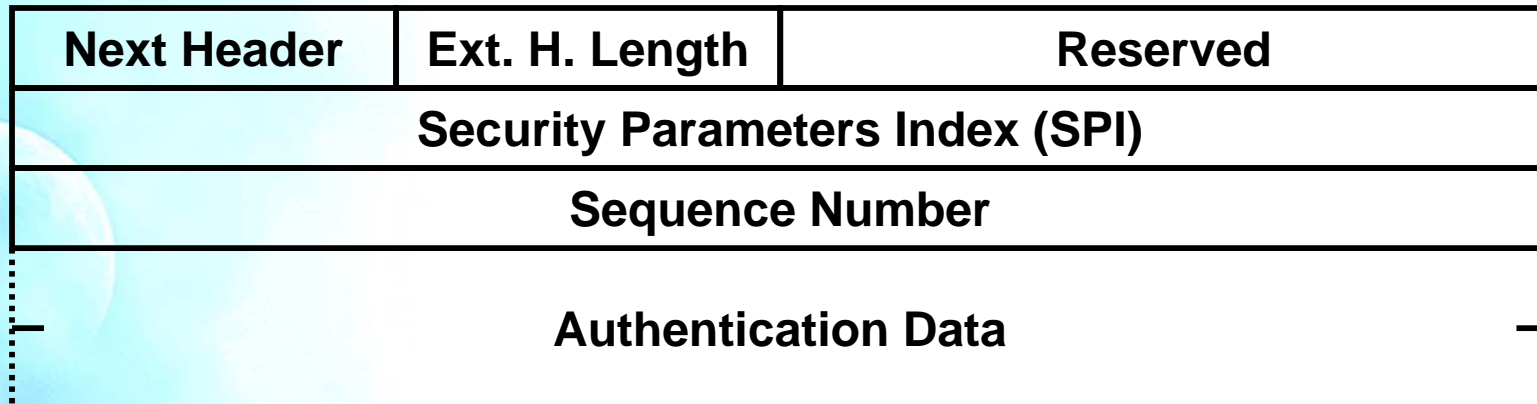 Next Header Ext. H. Length Reserved
Security Parameters Index (SPI)
Sequence Number
Authentication Data